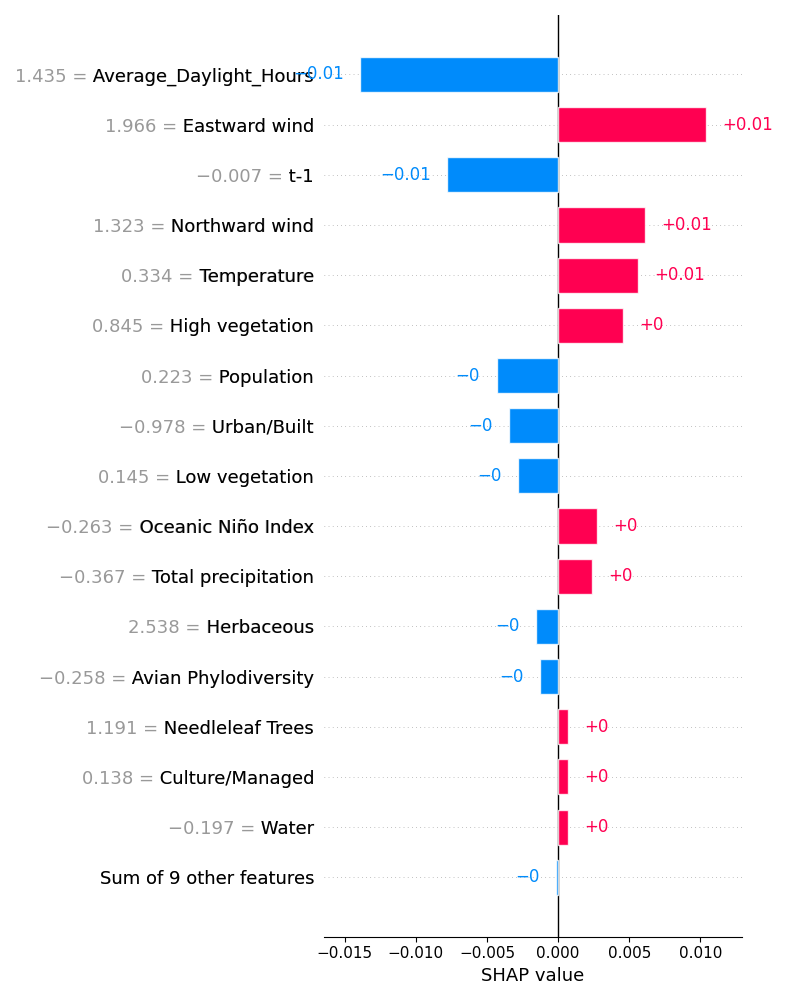 1.435 = Average_Daylight_Hours −0.01
1.966 = Eastward wind +0.01
−0.007 = t-1 −0.01
1.323 = Northward wind +0.01
0.334 = Temperature +0.01
0.845 = High vegetation +0
0.223 = Population −0
−0.978 = Urban/Built −0
0.145 = Low vegetation −0
−0.263 = Oceanic Niño Index +0
−0.367 = Total precipitation +0
2.538 = Herbaceous −0
−0.258 = Avian Phylodiversity −0
1.191 = Needleleaf Trees +0
0.138 = Culture/Managed +0
−0.197 = Water +0
Sum of 9 other features −0
−0.015 −0.010 −0.005 0.000 0.005 0.010
SHAP value